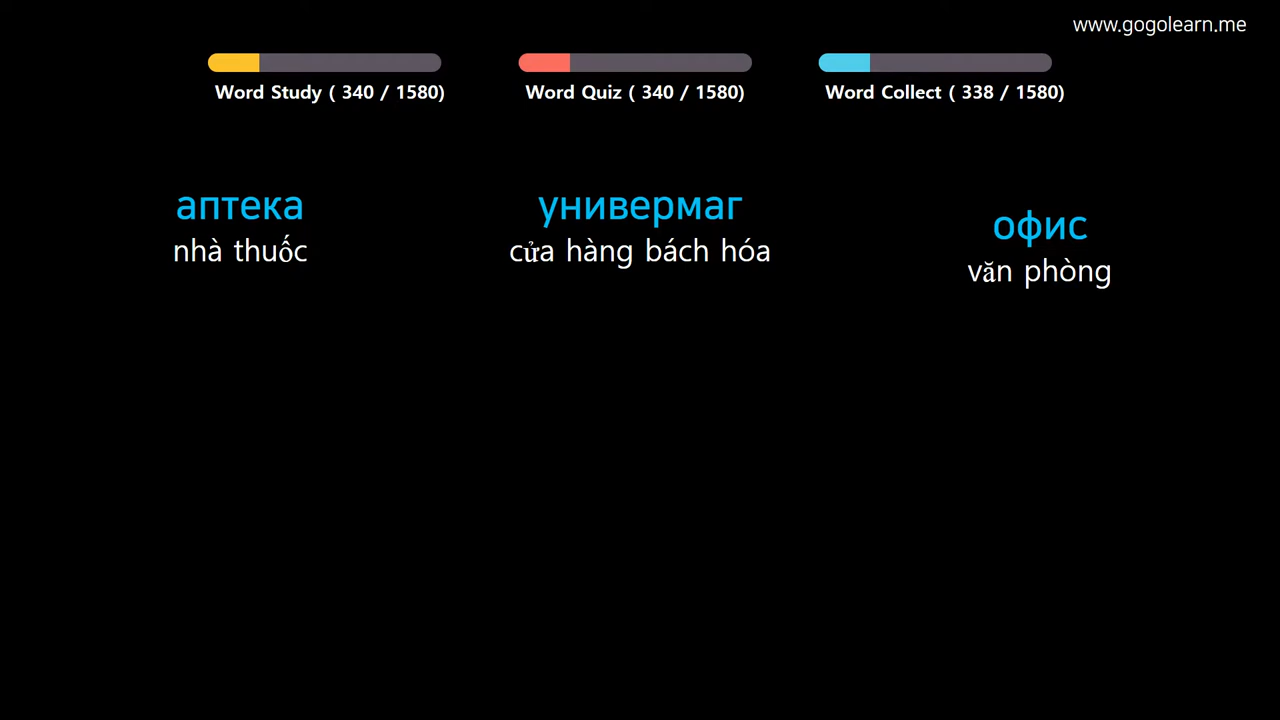 www.gogolearn.me
Word Study ( 340 / 1580)
Word Quiz ( 340 / 1580)
Word Collect ( 338 / 1580)
аптека
nhà thuốc
универмаг
cửa hàng bách hóa
офис
văn phòng